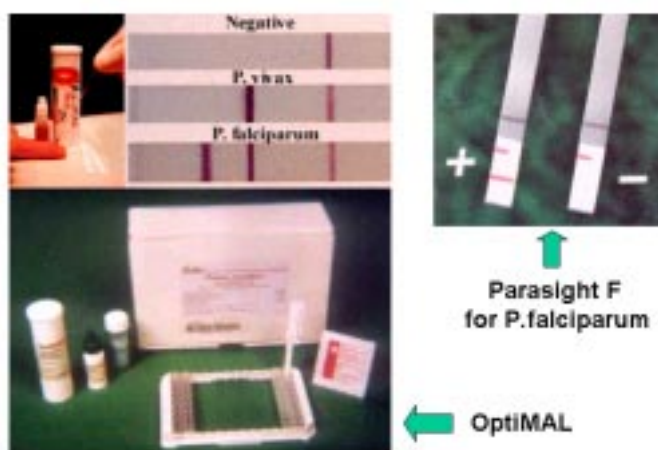 Negative
P. vivax
P. falciparum
+
−
Parasight F
for P.falciparum
OptiMAL